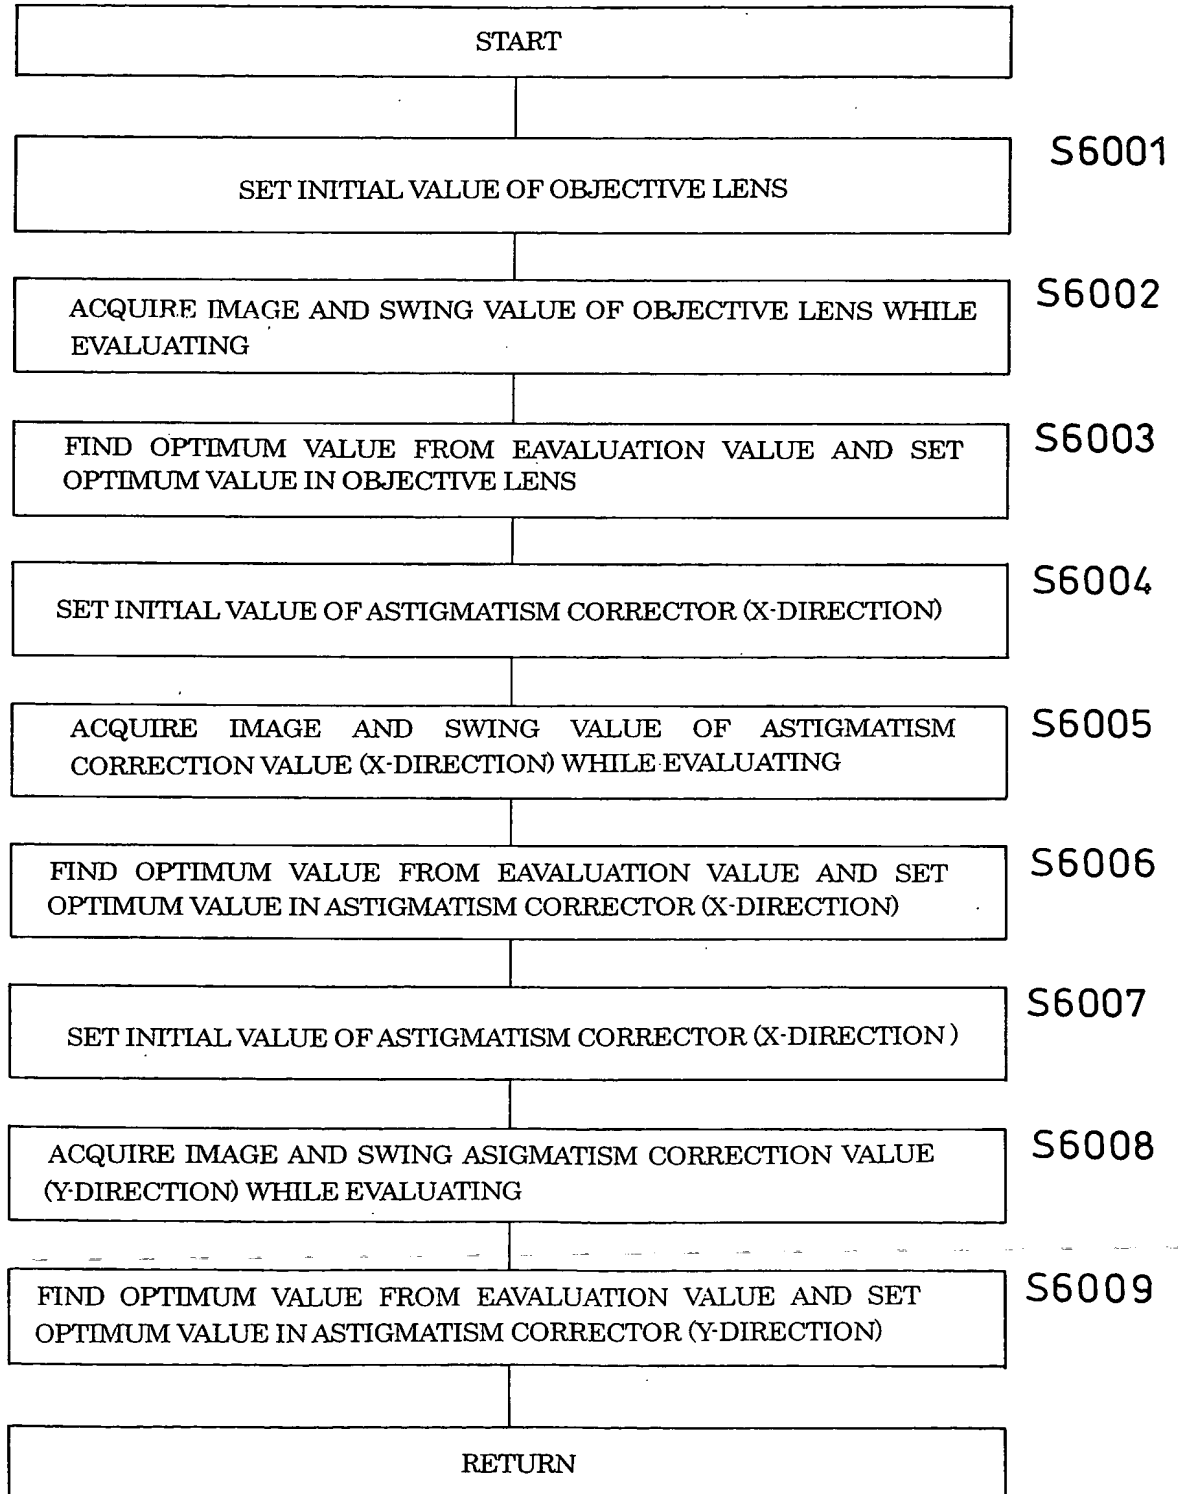 START
S6001
SET INITIAL VALUE OF OBJECTIVE LENS
S6002
ACQUIRE IMAGE AND SWING VALUE OF OBJECTIVE LENS WHILE
EVALUATING
S6003
FIND OPTIMUM VALUE FROM EAVALUATION VALUE AND SET
OPTIMUM VALUE IN OBJECTIVE LENS
S6004
SET INITIAL VALUE OF ASTIGMATISM CORRECTOR (X-DIRECTION)
S6005
ACQUIRE IMAGE AND SWING VALUE OF ASTIGMATISM
CORRECTION VALUE (X-DIRECTION) WHILE EVALUATING
S6006
FIND OPTIMUM VALUE FROM EAVALUATION VALUE AND SET
OPTIMUM VALUE IN ASTIGMATISM CORRECTOR (X-DIRECTION)
S6007
SET INITIAL VALUE OF ASTIGMATISM CORRECTOR (X-DIRECTION )
S6008
ACQUIRE IMAGE AND SWING ASIGMATISM CORRECTION VALUE
(Y-DIRECTION) WHILE EVALUATING
S6009
FIND OPTIMUM VALUE FROM EAVALUATION VALUE AND SET
OPTIMUM VALUE IN ASTIGMATISM CORRECTOR (Y-DIRECTION)
RETURN